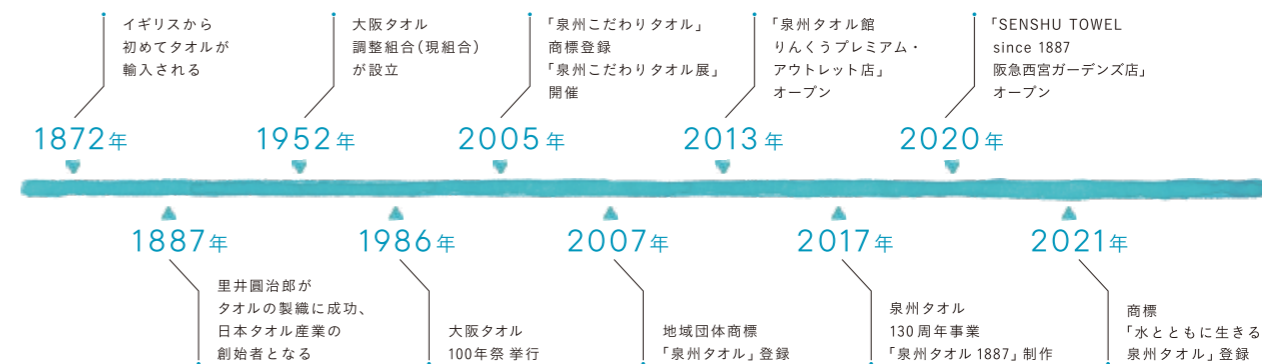 イギリスから
初めてタオルが
輸入される
1872年
大阪タオル
調整組合(現組合)
が設立
1952年
「泉州こだわりタオル」
商標登録
「泉州こだわりタオル展」
開催
2005年
「泉州タオル館
りんくうプレミアム・
アウトレット店」
オープン
2013年
「SENSHU TOWEL
since 1887
阪急西宮ガーデンズ店」
オープン
2020年
1887年
里井圓治郎が
タオルの製織に成功、
日本タオル産業の
創始者となる
1986年
大阪タオル
100年祭 挙行
2007年
地域団体商標
「泉州タオル」登録
2017年
泉州タオル
130周年事業
「泉州タオル1887」制作
2021年
商標
「水とともに生きる
泉州タオル」登録